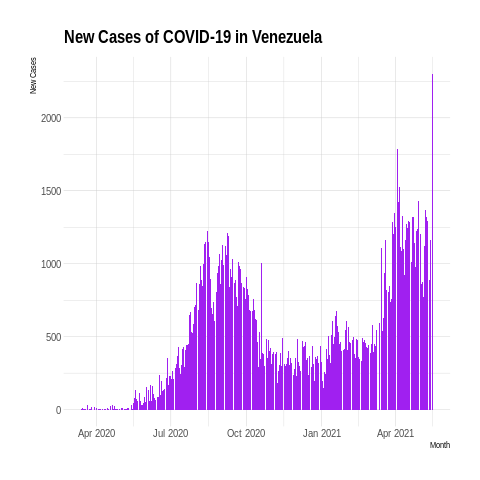 New Cases of COVID-19 in Venezuela
New Cases
2000
1500
1000
500
0
Apr 2020 Jul 2020 Oct 2020 Jan 2021 Apr 2021
Month